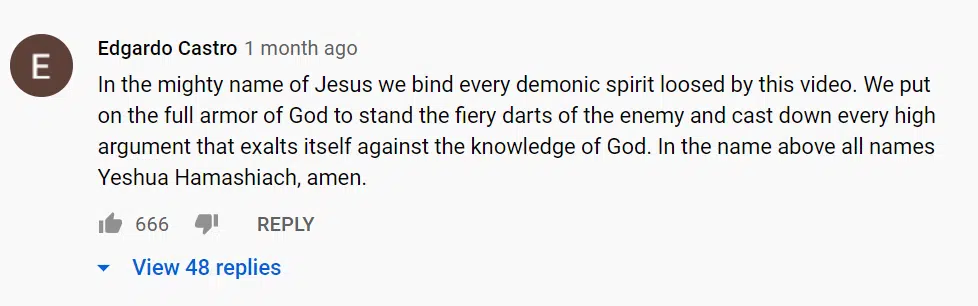 E
Edgardo Castro 1 month ago
In the mighty name of Jesus we bind every demonic spirit loosed by this video. We put
on the full armor of God to stand the fiery darts of the enemy and cast down every high
argument that exalts itself against the knowledge of God. In the name above all names
Yeshua Hamashiach, amen.
666 REPLY
View 48 replies